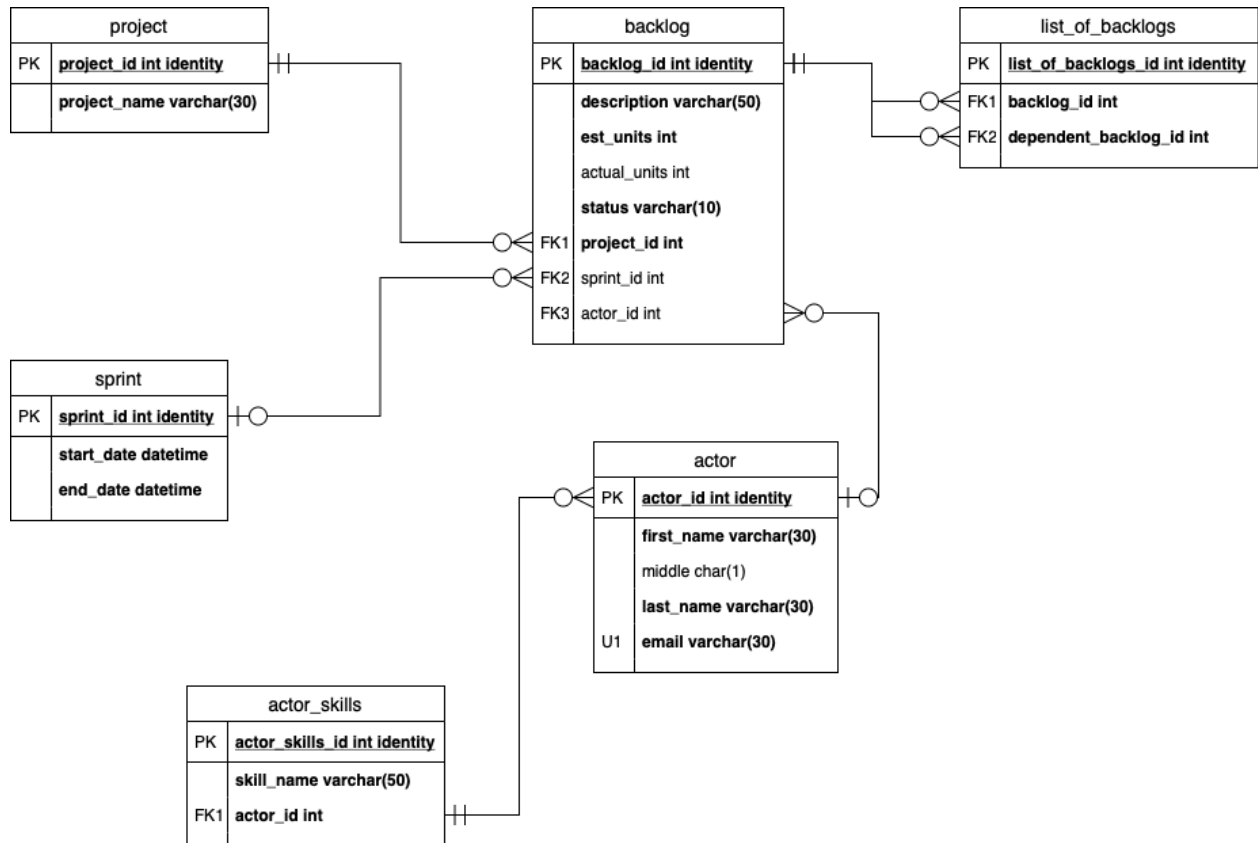 project
PK project_id int identity
project_name varchar(30)
backlog
PK backlog_id int identity
description varchar(50)
est_units int
actual_units int
status varchar(10)
FK1 project_id int
FK2 sprint_id int
FK3 actor_id int
list_of_backlogs
PK list_of_backlogs_id int identity
FK1 backlog_id int
FK2 dependent_backlog_id int
sprint
PK sprint_id int identity
start_date datetime
end_date datetime
actor
PK actor_id int identity
first_name varchar(30)
middle char(1)
last_name varchar(30)
U1 email varchar(30)
actor_skills
PK actor_skills_id int identity
skill_name varchar(50)
FK1 actor_id int